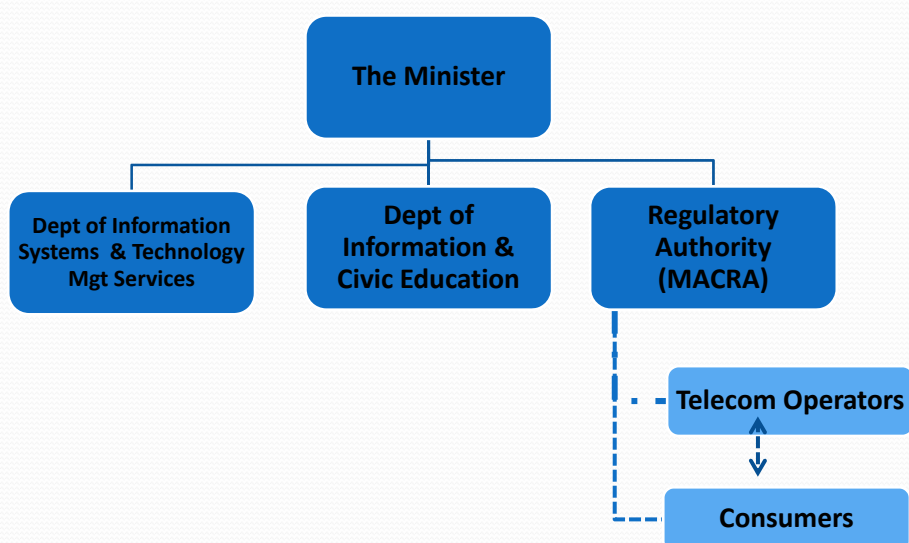 The Minister
Dept of Information
Systems & Technology
Mgt Services
Dept of
Information &
Civic Education
Regulatory
Authority
(MACRA)
Telecom Operators
Consumers